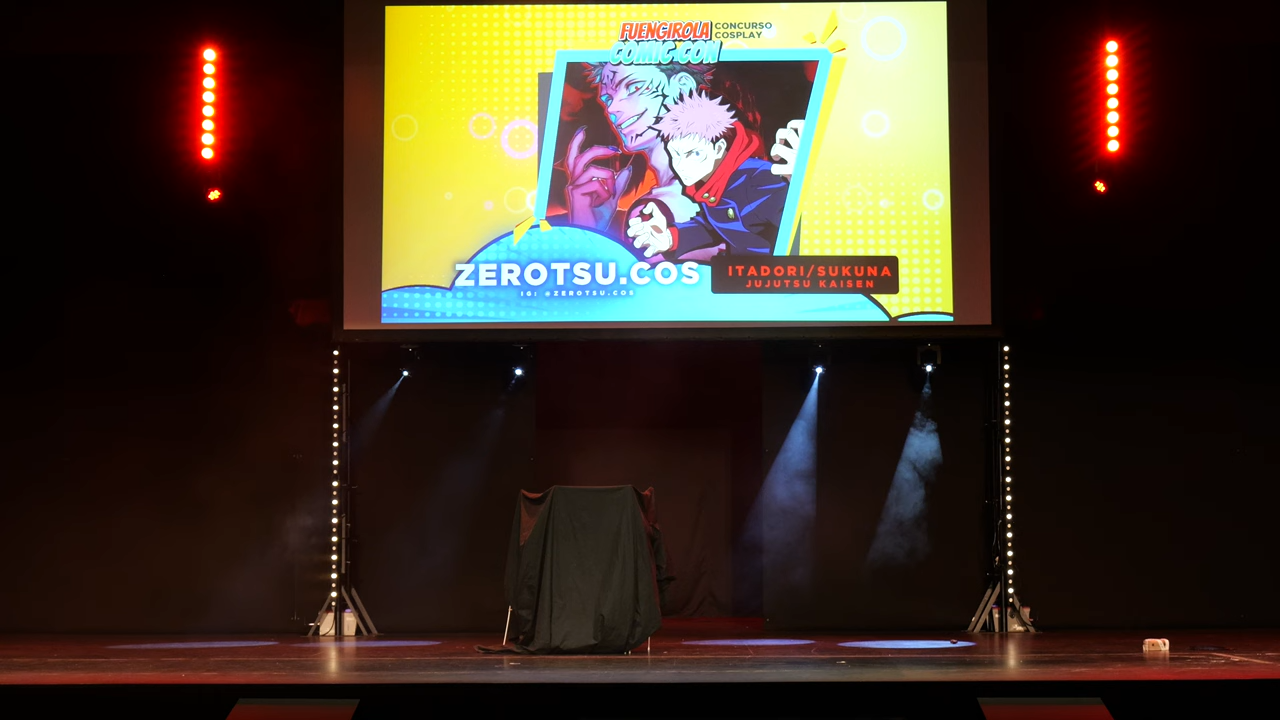 FUENGIROLA
COMIC CON
CONCURSO
COSPLAY
ZEROTSU.COS
IG: @ZEROTSU.COS
ITADORI/SUKUNA
JUJUTSU KAISEN